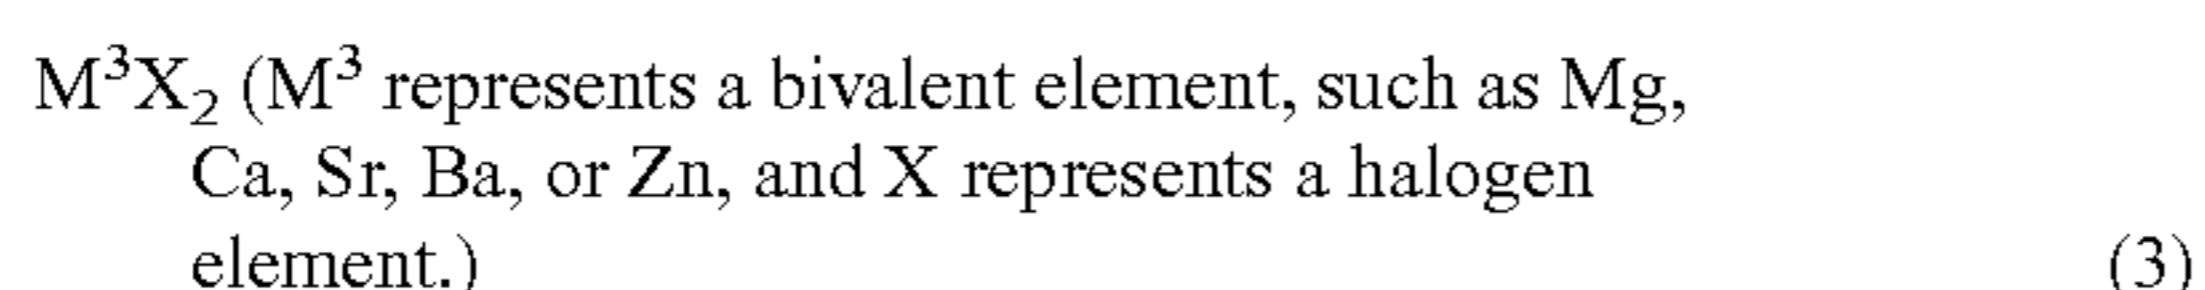 M³X₂ (M³ represents a bivalent element, such as Mg,
Ca, Sr, Ba, or Zn, and X represents a halogen
element.) (3)